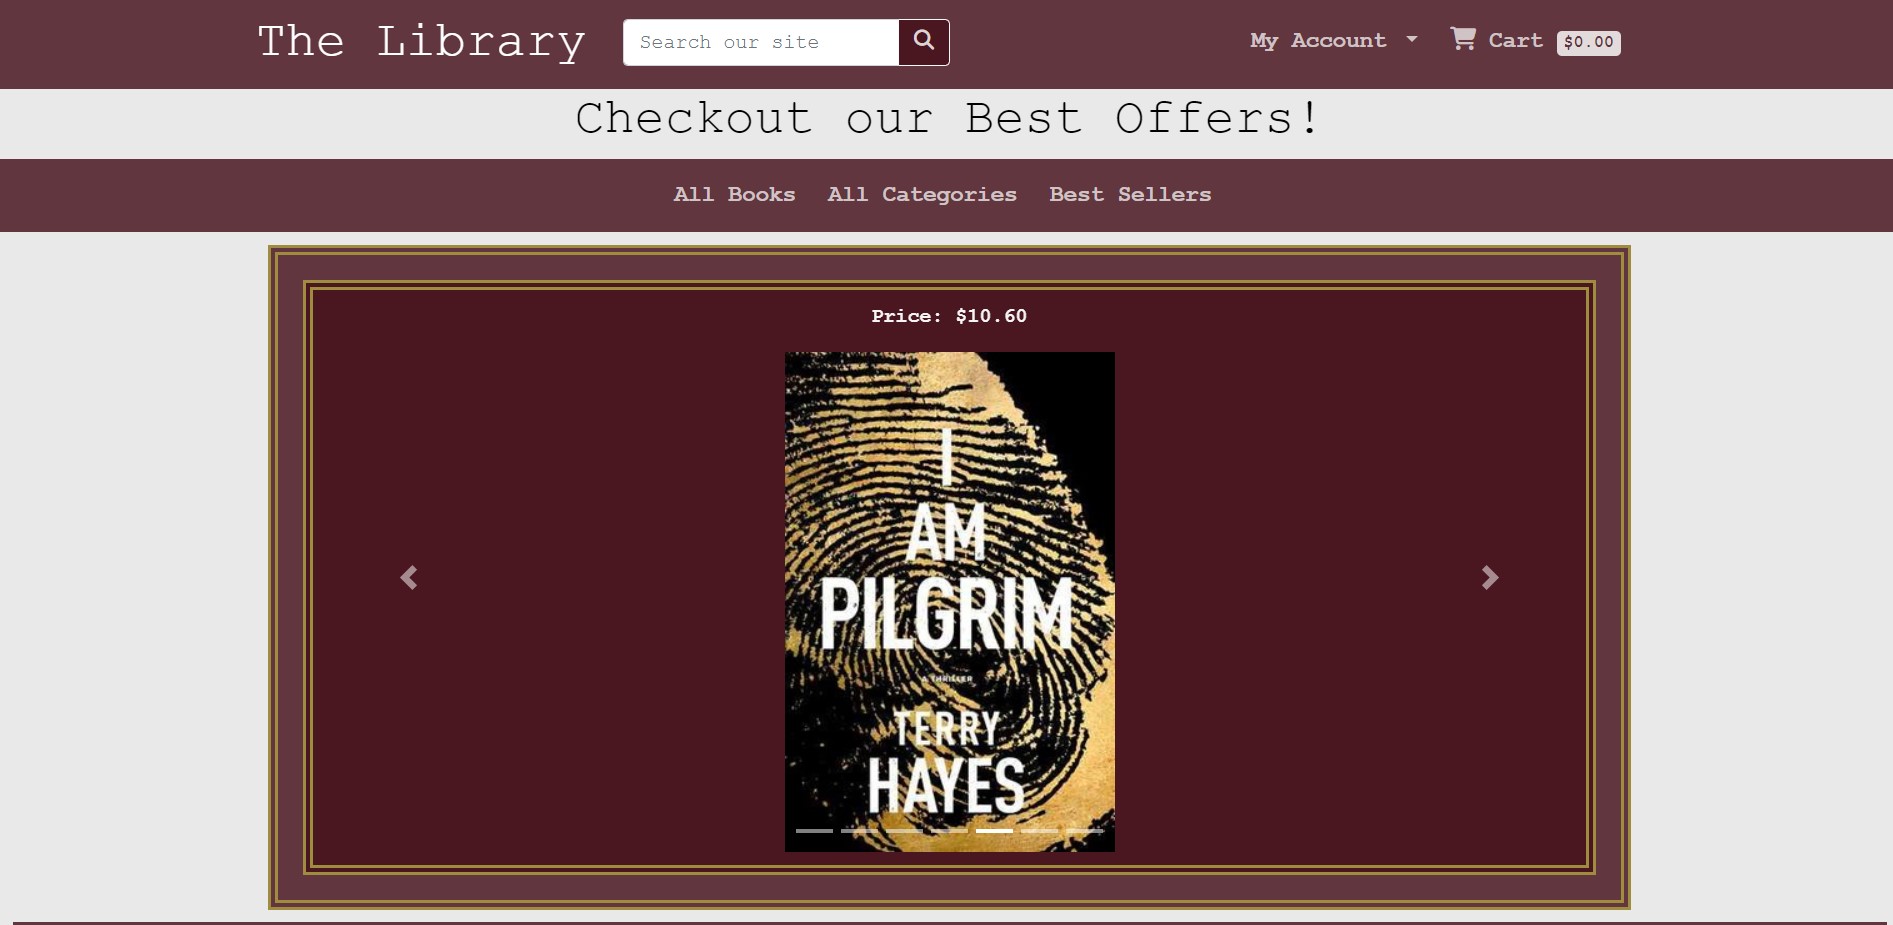 The Library
Search our site
My Account
Cart $0.00
Checkout our Best Offers!
All Books All Categories Best Sellers
Price: $10.60
I
AM
PILGRIM
A THRILLER
TERRY
HAYES